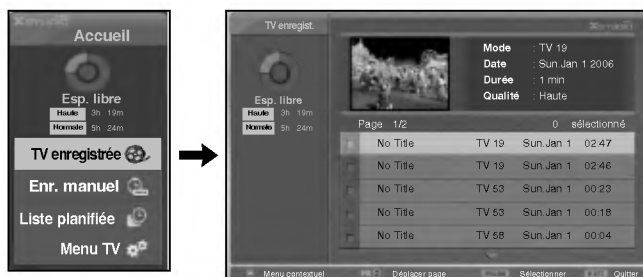 Accueil
Esp. libre
Haute 3h 19m
Normale 5h 24m
TV enregistrée
Enr. manuel
Liste planifiée
Menu TV
TV enregist.
Esp. libre
Haute 3h 19m
Normale 5h 24m
Mode : TV 19
Date : Sun.Jan 1 2006
Durée : 1 min
Qualité : Haute
Page 1/2 0 sélectionné
No Title TV 19 Sun.Jan 1 02:47
No Title TV 19 Sun.Jan 1 02:46
No Title TV 53 Sun.Jan 1 00:23
No Title TV 53 Sun.Jan 1 00:18
No Title TV 58 Sun.Jan 1 00:04
Menu contextuel Déplacer page Sélectionner Quitter